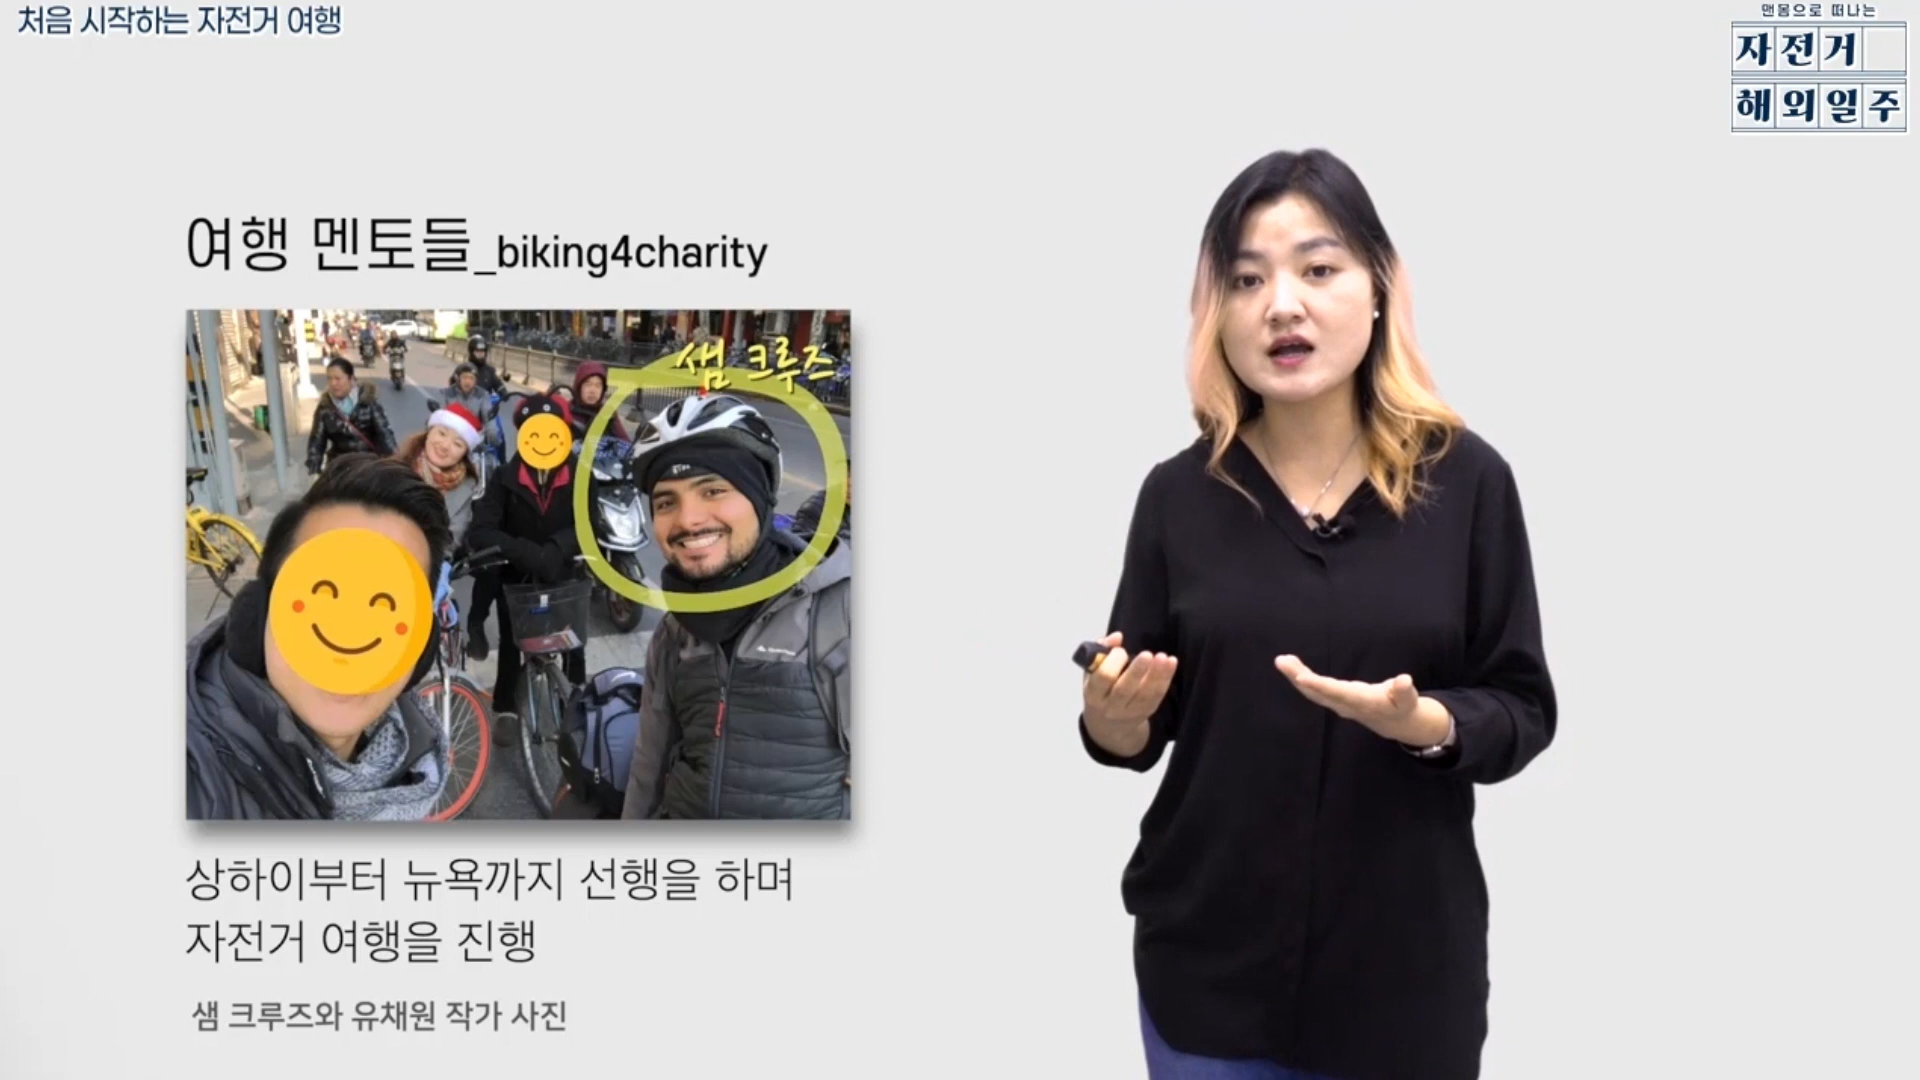 처음 시작하는 자전거 여행
맨몸으로 떠나는
자전거
해외일주
여행 멘토들_biking4charity
샘 크루즈
상하이부터 뉴욕까지 선행을 하며
자전거 여행을 진행
샘 크루즈와 유채원 작가 사진